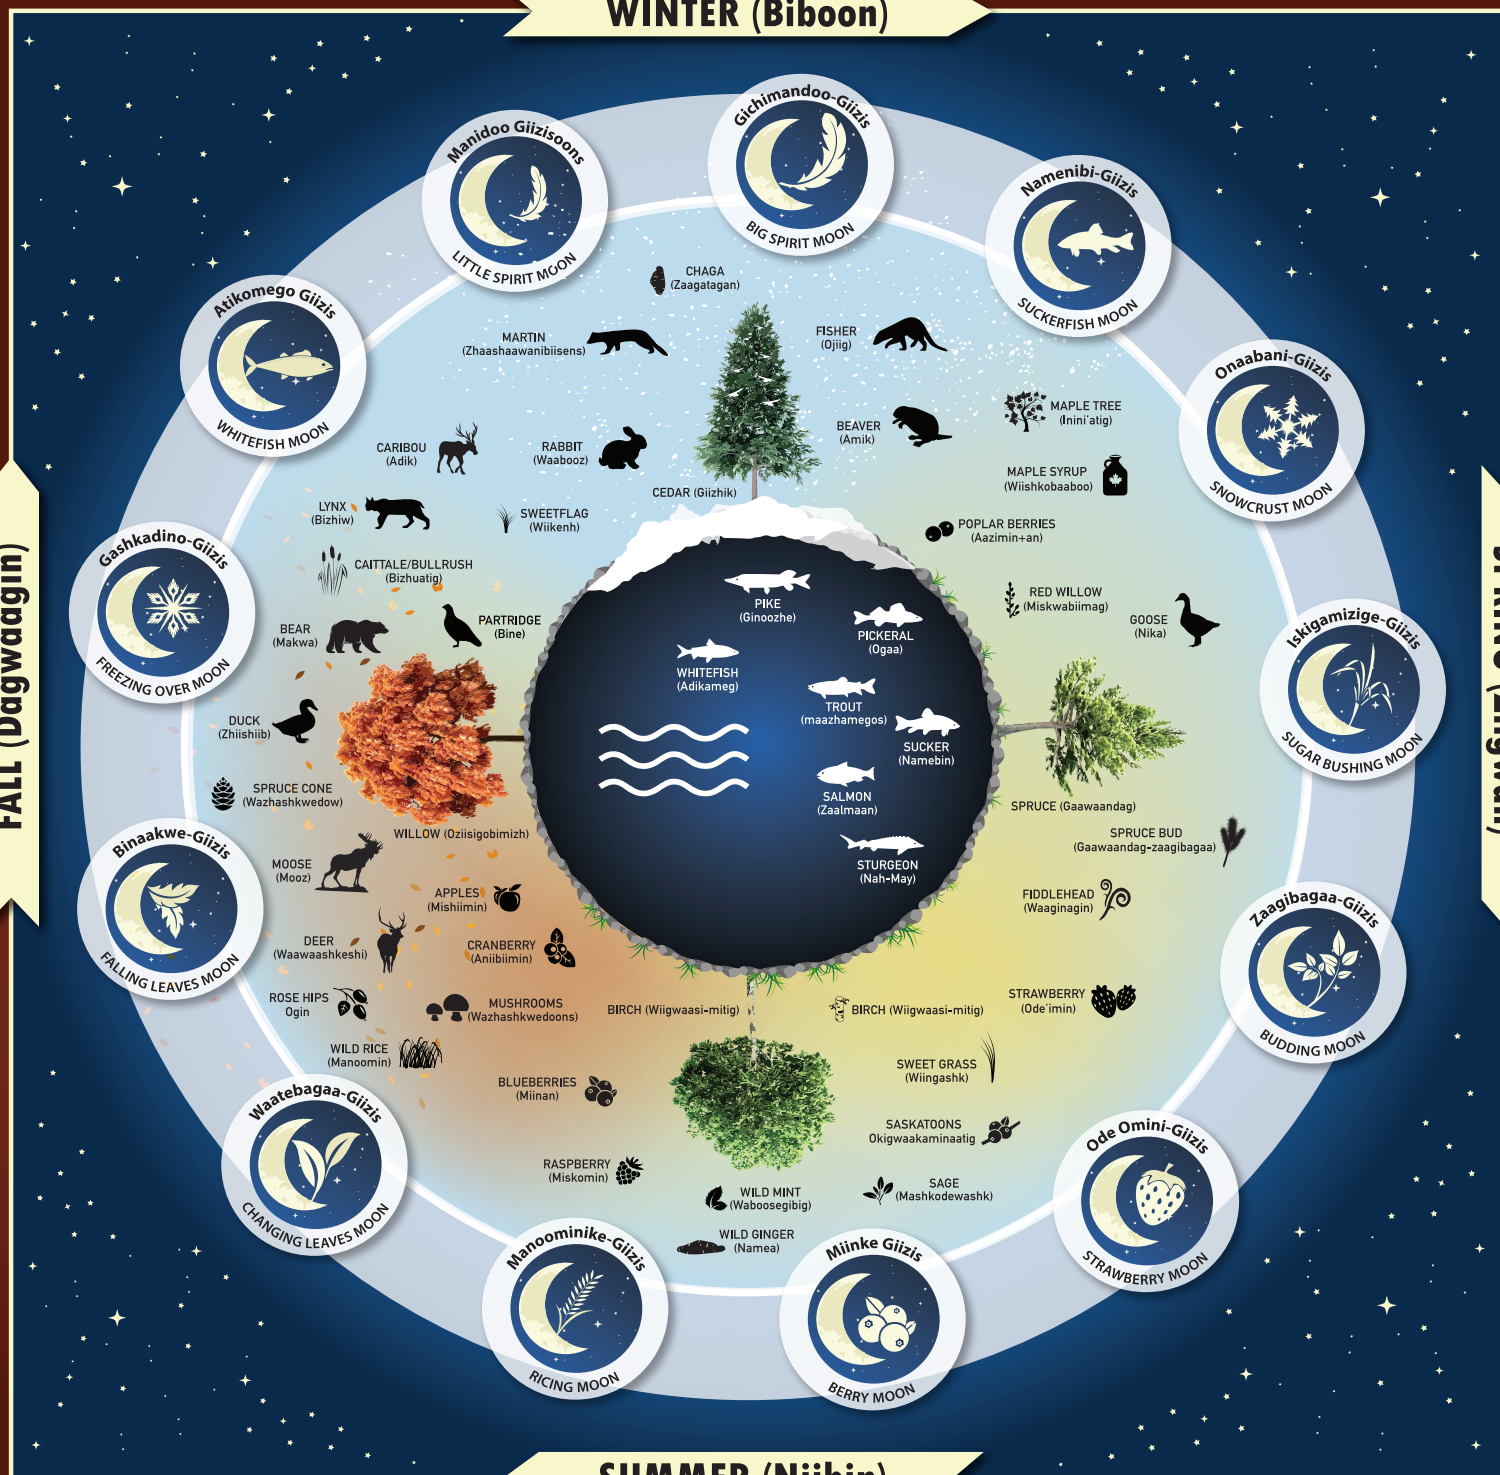 WINTER (Biboon)
Gichimandoo-Giizis
BIG SPIRIT MOON
Namenibi-Giizis
SUCKERFISH MOON
Onaabani-Giizis
SNOWCRUST MOON
Iskigamizige-Giizis
SUGAR BUSHING MOON
Zaagibagaa-Giizis
BUDDING MOON
Ode Omini-Giizis
STRAWBERRY MOON
Miinke Giizis
BERRY MOON
Manoominike-Giizis
RICING MOON
Waatebagaa-Giizis
CHANGING LEAVES MOON
Binaakwe-Giizis
FALLING LEAVES MOON
Gashkadino-Giizis
FREEZING OVER MOON
Atikomego Giizis
WHITEFISH MOON
Manidoo Giizisoons
LITTLE SPIRIT MOON
FALL (Dagwaagin)
CHAGA
(Zaagatagan)
MARTIN
(Zhaashaawanibiisens)
FISHER
(Ojiig)
CARIBOU
(Adik)
RABBIT
(Waabooz)
BEAVER
(Amik)
MAPLE TREE
(Inini'atig)
MAPLE SYRUP
(Wiishkobaaboo)
CEDAR (Giizhik)
LYNX
(Bizhiw)
SWEETFLAG
(Wiikenh)
POPLAR BERRIES
(Aazimin+an)
CAITTALE/BULLRUSH
(Bizhuatig)
RED WILLOW
(Miskwabiimag)
GOOSE
(Nika)
BEAR
(Makwa)
PARTRIDGE
(Bine)
PIKE
(Ginoozhe)
PICKERAL
(Ogaa)
WHITEFISH
(Adikameg)
TROUT
(maazhamegos)
SUCKER
(Namebin)
SALMON
(Zaalmaan)
STURGEON
(Nah-May)
DUCK
(Zhiishiib)
SPRUCE CONE
(Wazhashkwedow)
WILLOW (Oziisigobimizh)
SPRUCE (Gaawaandag)
SPRUCE BUD
(Gaawaandag-zaagibagaa)
MOOSE
(Mooz)
APPLES
(Mishiimin)
FIDDLEHEAD
(Waaginagin)
DEER
(Waawaashkeshi)
CRANBERRY
(Aniibiimin)
ROSE HIPS
Ogin
MUSHROOMS
(Wazhashkwedoons)
BIRCH (Wiigwaasi-mitig)
BIRCH (Wiigwaasi-mitig)
STRAWBERRY
(Ode'imin)
WILD RICE
(Manoomin)
BLUEBERRIES
(Miinan)
SWEET GRASS
(Wiingashk)
SASKATOONS
Okigwaakaminaatig
RASPBERRY
(Miskomin)
WILD MINT
(Waboosegibig)
SAGE
(Mashkodewashk)
WILD GINGER
(Namea)
SUMMER (Niibin)